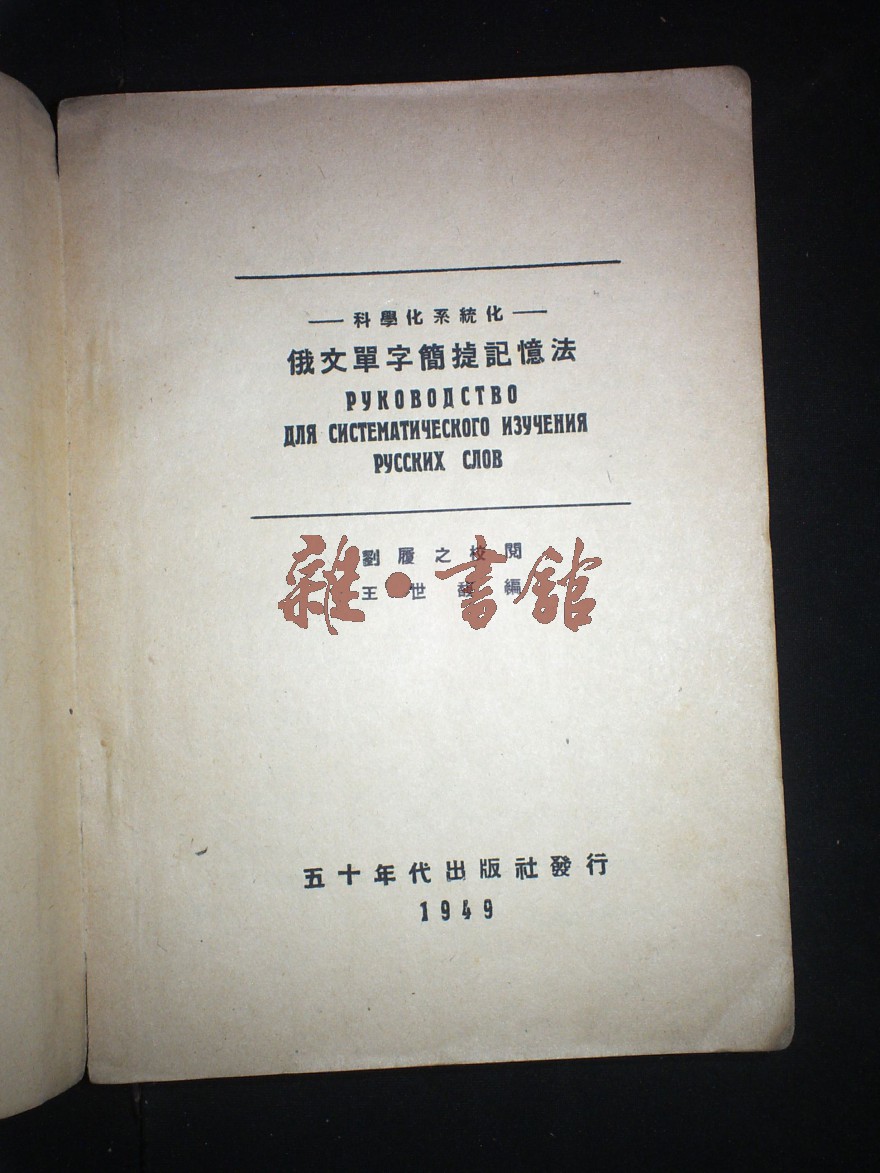 —科學化系統化—
俄文單字簡捷記憶法
РУКОВОДСТВО
ДЛЯ СИСТЕМАТИЧЕСКОГО ИЗУЧЕНИЯ
РУССКИХ СЛОВ
劉履之校閱
王世馥編
雜·書館
五十年代出版社發行
1949